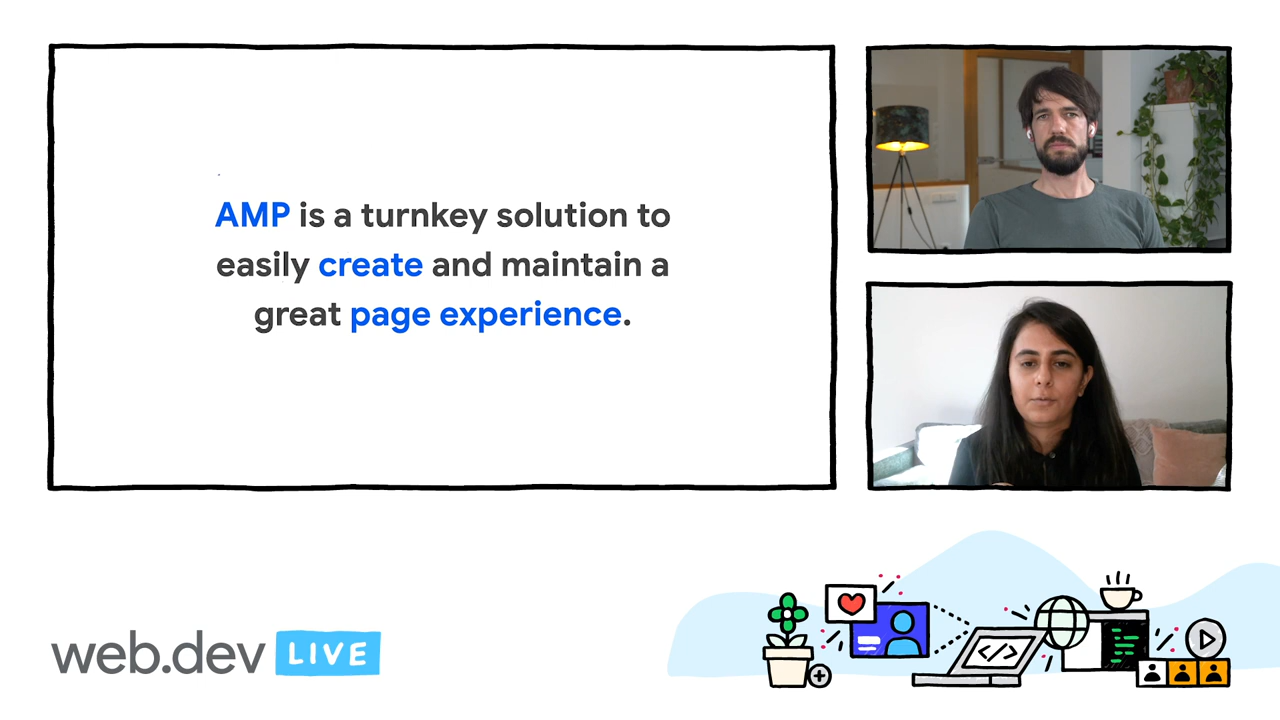 AMP is a turnkey solution to
easily create and maintain a
great page experience.
web.dev LIVE
</>